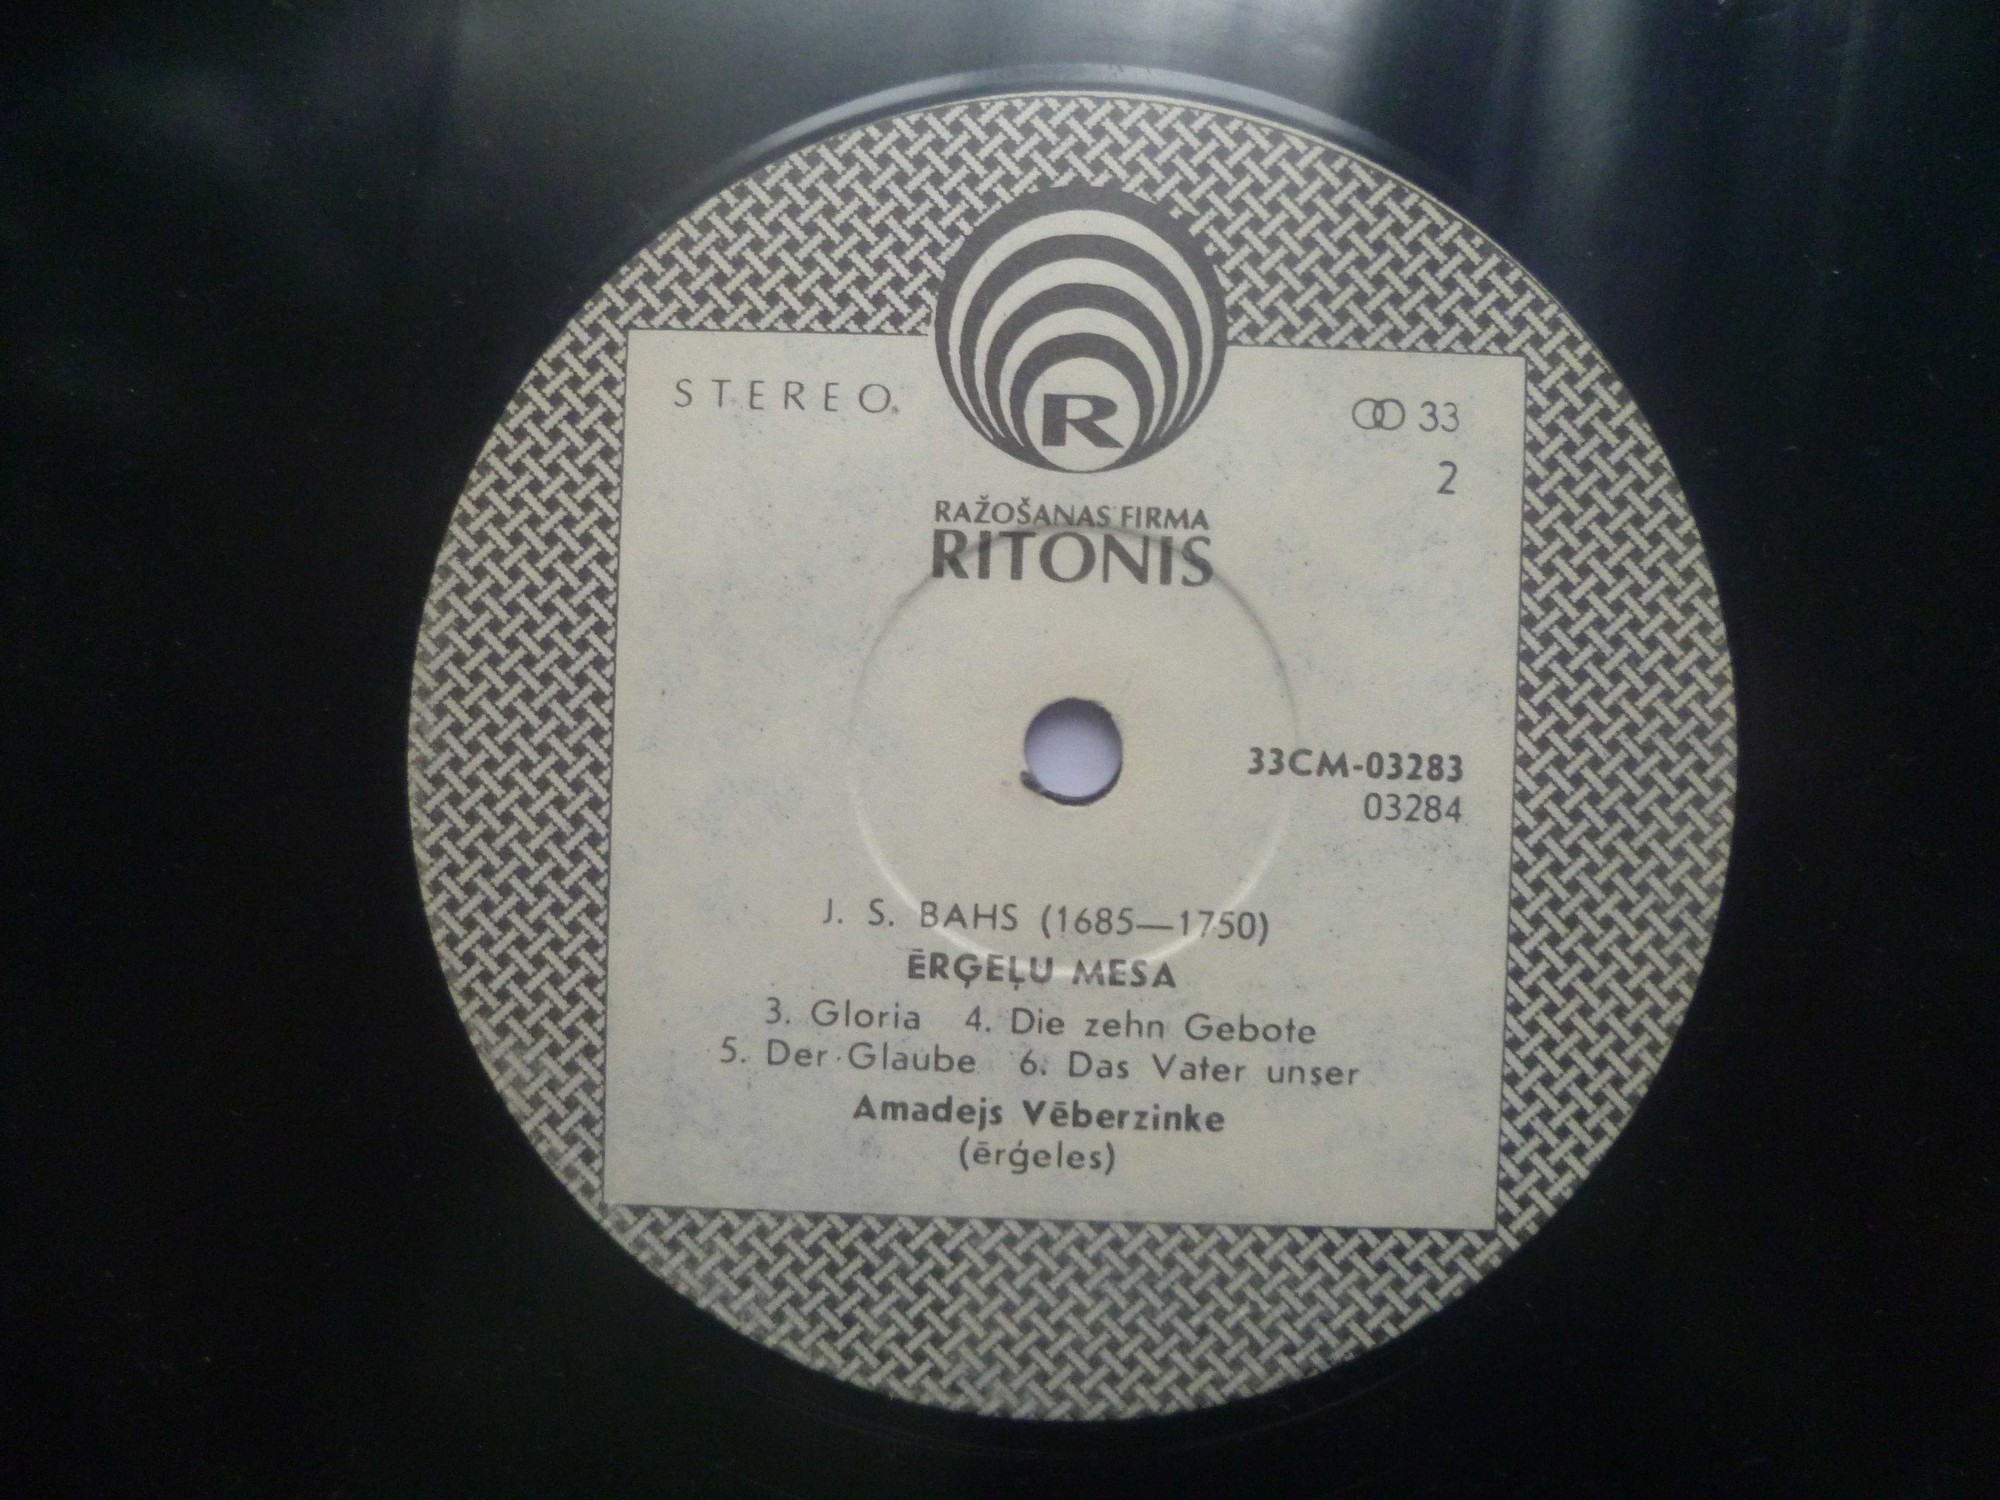 STEREO
R
33
2
RAŽOŠANAS FIRMA
RITONIS
33CM-03283
03284
J. S. BAHS (1685—1750)
ĒRĢEĻU MESA
3. Gloria 4. Die zehn Gebote
5. Der Glaube 6. Das Vater unser
Amadejs Vēberzinke
(ērģeles)